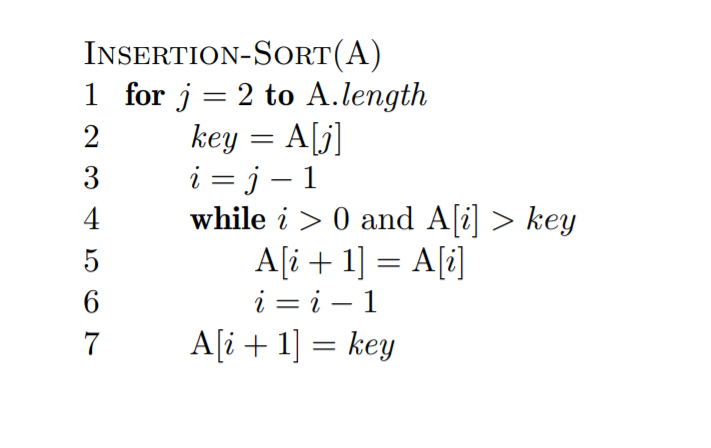 INSERTION-SORT(A)
1 for j = 2 to A.length
2 key = A[j]
3 i = j − 1
4 while i > 0 and A[i] > key
5 A[i + 1] = A[i]
6 i = i − 1
7 A[i + 1] = key